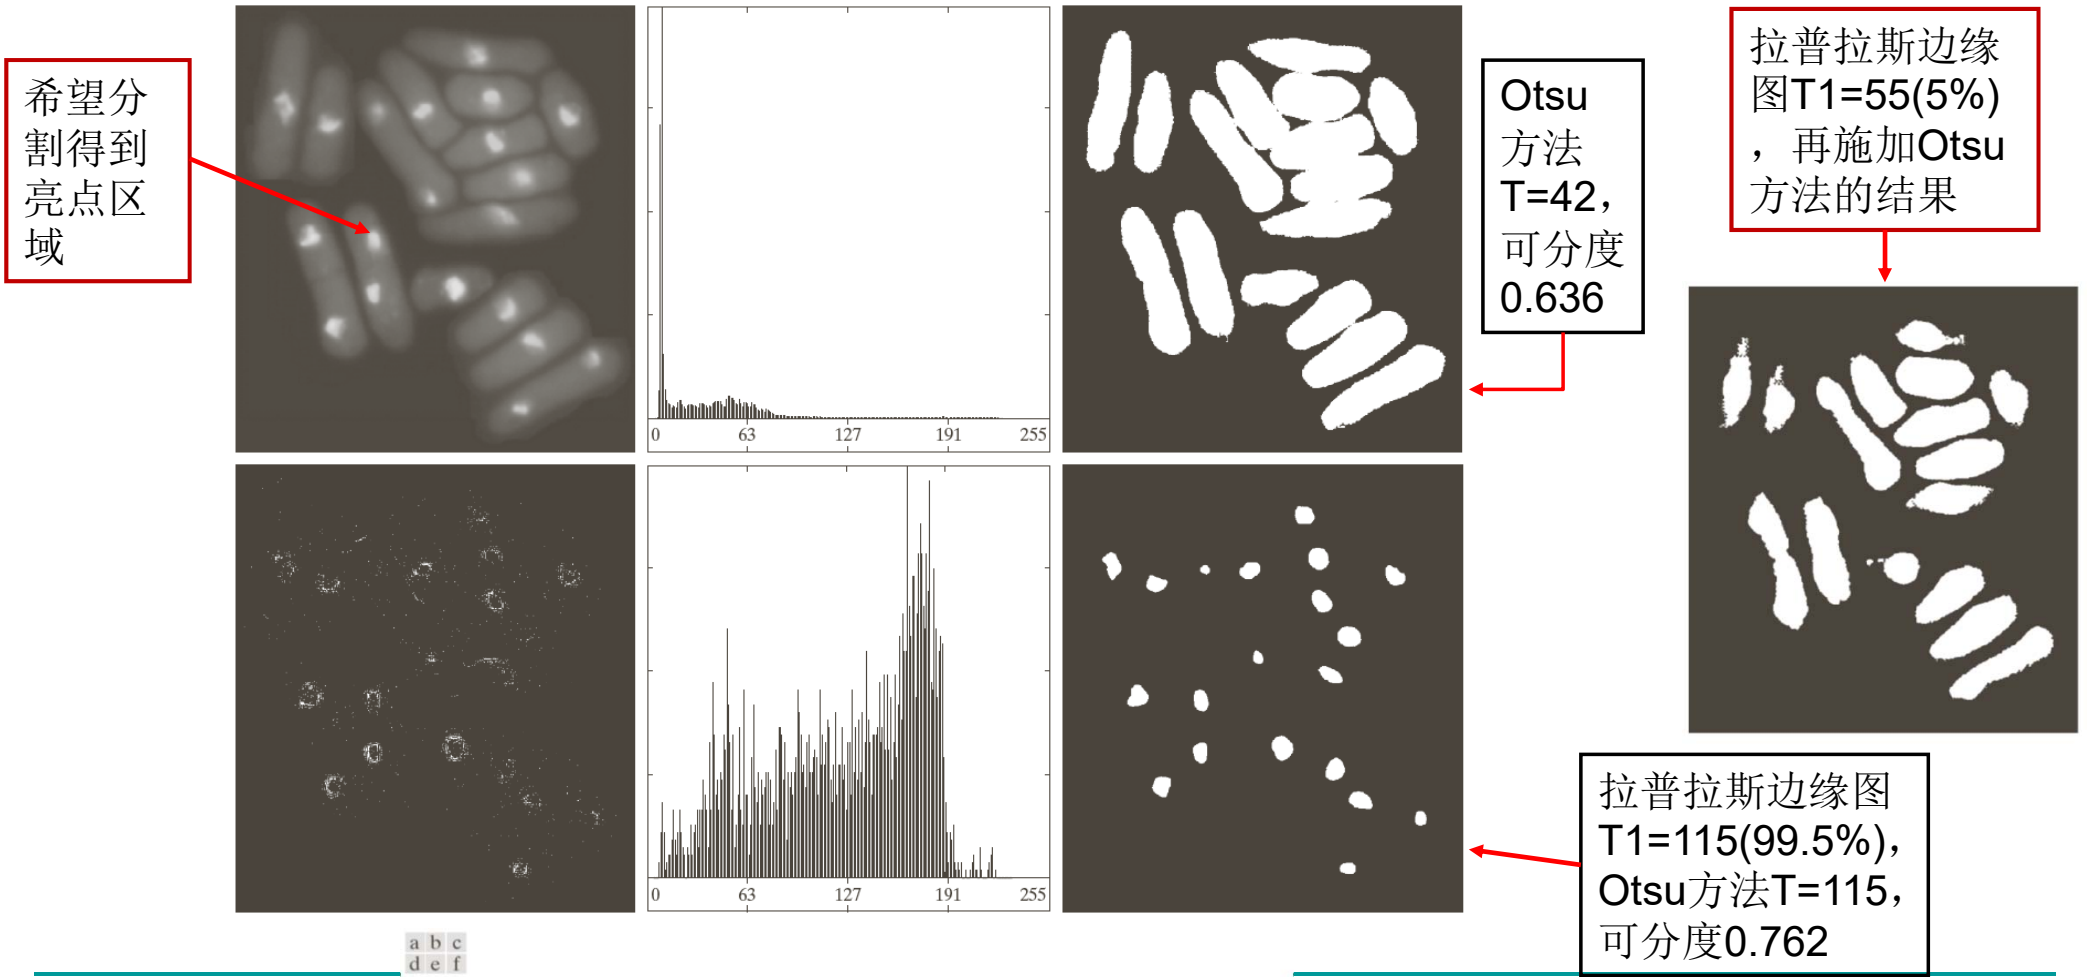 希望分
割得到
亮点区
域
0 63 127 191 255
Otsu
方法
T=42，
可分度
0.636
拉普拉斯边缘
图T1=55(5%)
，再施加Otsu
方法的结果
0 63 127 191 255
拉普拉斯边缘图
T1=115(99.5%)，
Otsu方法T=115，
可分度0.762
a b c
d e f